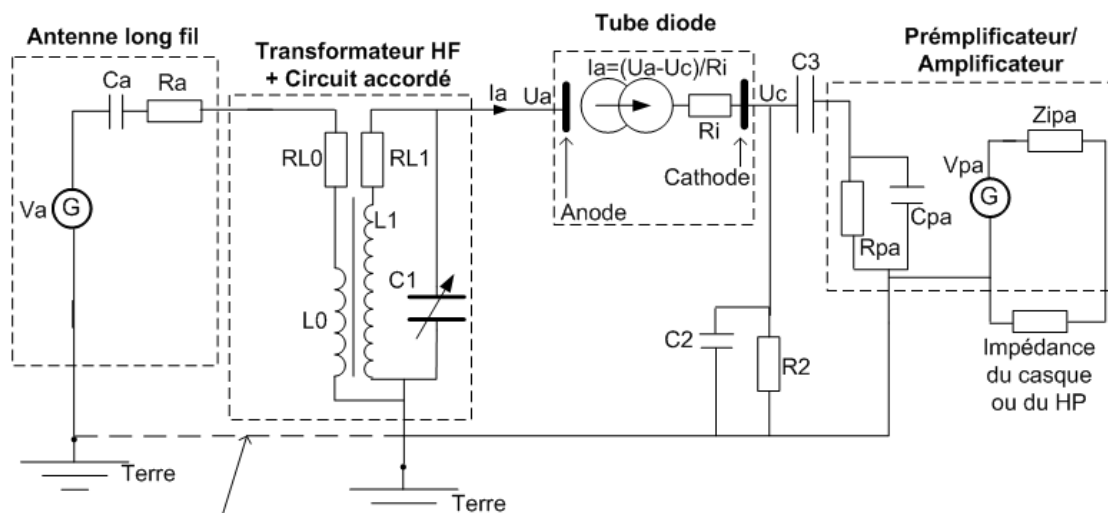 Antenne long fil
Ca
Ra
Va
G
Terre
Transformateur HF
+ Circuit accordé
RL0
RL1
L0
L1
C1
Terre
Ia
Ua
Tube diode
Ia=(Ua-Uc)/Ri
Ri
Anode
Cathode
Uc
C3
C2
R2
Prémplificateur/
Amplificateur
Rpa
Cpa
Vpa
G
Zipa
Impédance
du casque
ou du HP